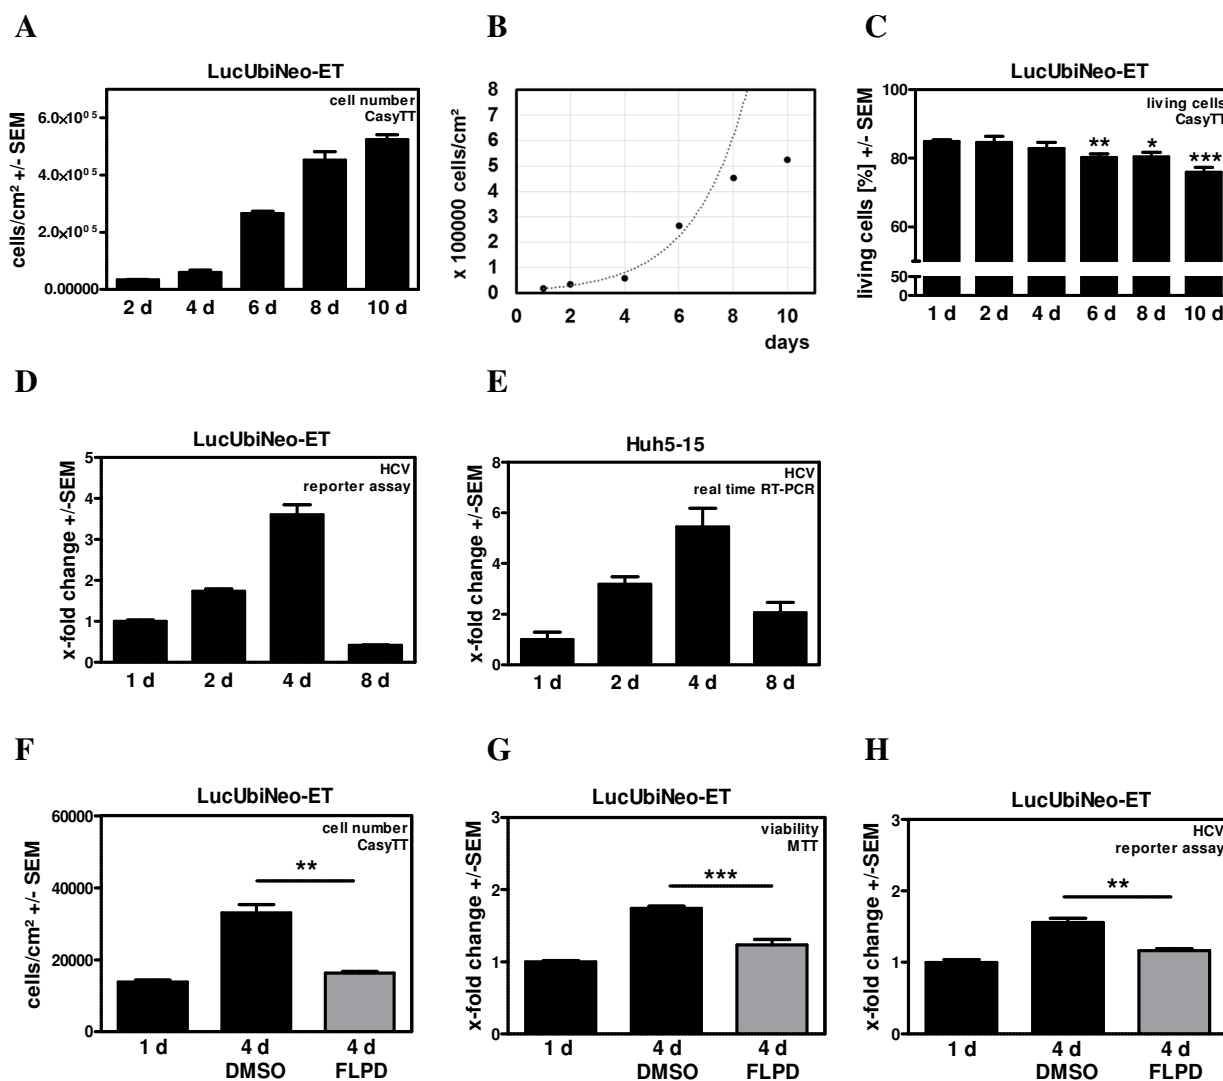 A
LucUbiNeo-ET
cell number
CasyTT
cells/cm² +/- SEM
6.0×10⁰⁵
4.0×10⁰⁵
2.0×10⁰⁵
0.00000
2 d 4 d 6 d 8 d 10 d
B
x 100000 cells/cm²
8
7
6
5
4
3
2
1
0
0 2 4 6 8 10
days
C
LucUbiNeo-ET
living cells
CasyTT
living cells [%] +/- SEM
100
80
60
50
0
** * ***
1 d 2 d 4 d 6 d 8 d 10 d
D
LucUbiNeo-ET
HCV
reporter assay
x-fold change +/-SEM
5
4
3
2
1
0
1 d 2 d 4 d 8 d
E
Huh5-15
HCV
real time RT-PCR
x-fold change +/-SEM
8
6
4
2
0
1 d 2 d 4 d 8 d
F
LucUbiNeo-ET
cell number
CasyTT
cells/cm² +/- SEM
60000
40000
20000
0
**
1 d 4 d 4 d
DMSO FLPD
G
LucUbiNeo-ET
viability
MTT
x-fold change +/-SEM
3
2
1
0
***
1 d 4 d 4 d
DMSO FLPD
H
LucUbiNeo-ET
HCV
reporter assay
x-fold change +/-SEM
3
2
1
0
**
1 d 4 d 4 d
DMSO FLPD